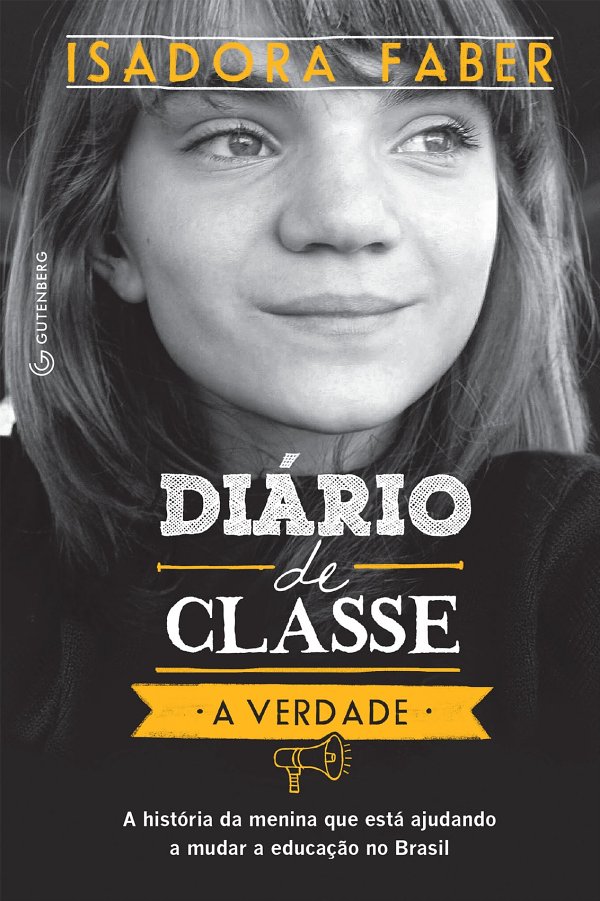 ISADORA FABER
GUTENBERG
DIÁRIO
de
CLASSE
· A VERDADE ·
A história da menina que está ajudando
a mudar a educação no Brasil